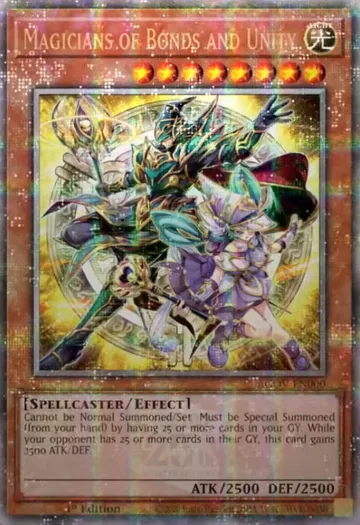 MAGICIANS OF BONDS AND UNITY
LIGHT
光
[SPELLCASTER/EFFECT]
Cannot be Normal Summoned/Set. Must be Special Summoned
(from your hand) by having 25 or more cards in your GY. While
your opponent has 25 or more cards in their GY, this card gains
2500 ATK/DEF.
ATK/2500 DEF/2500
1st Edition